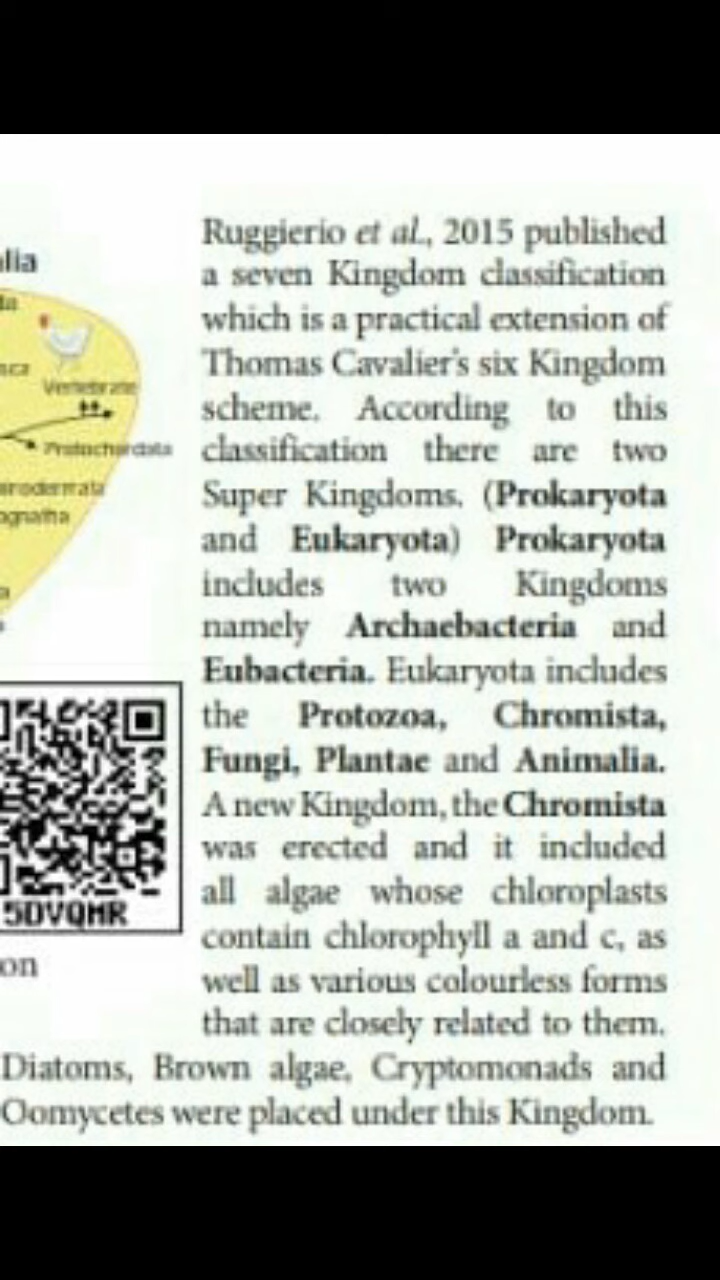 alia
Vertebrate
Protochordata
Ruggierio et al., 2015 published
a seven Kingdom classification
which is a practical extension of
Thomas Cavalier's six Kingdom
scheme. According to this
classification there are two
Super Kingdoms. (Prokaryota
and Eukaryota) Prokaryota
includes two Kingdoms
namely Archaebacteria and
Eubacteria. Eukaryota includes
the Protozoa, Chromista,
Fungi, Plantae and Animalia.
A new Kingdom, the Chromista
was erected and it included
all algae whose chloroplasts
contain chlorophyll a and c, as
well as various colourless forms
that are closely related to them.
Diatoms, Brown algae, Cryptomonads and
Oomycetes were placed under this Kingdom.
5DVQMR
on